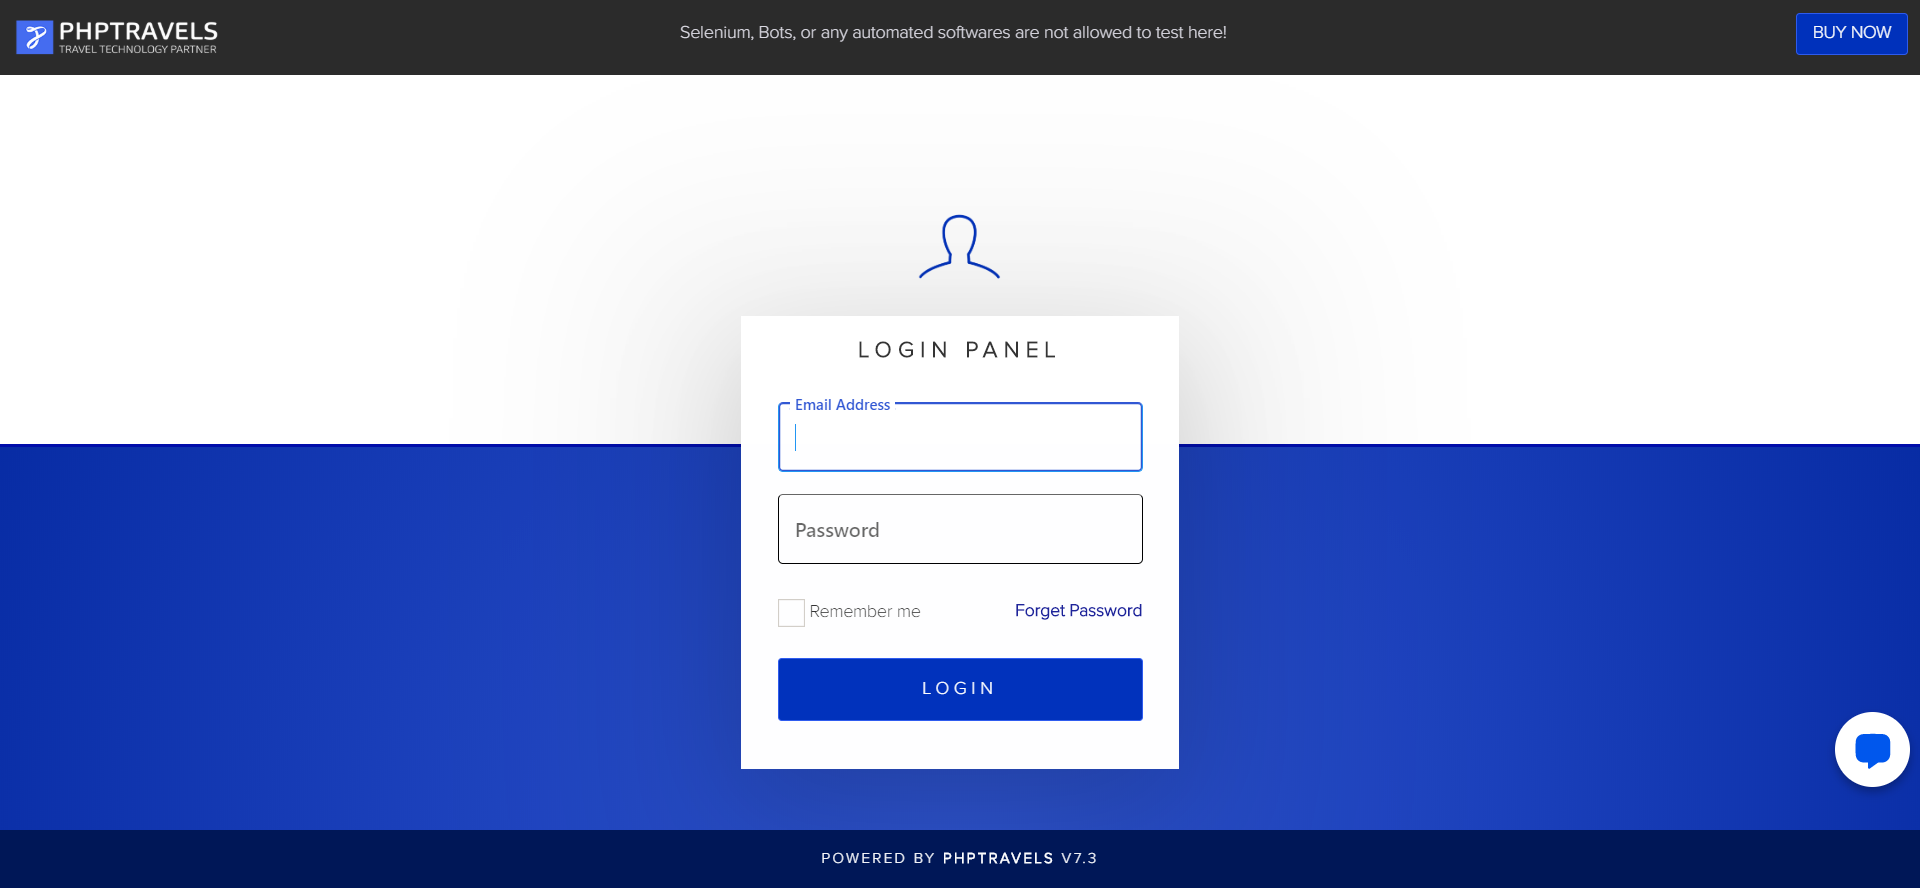 PHPTRAVELS
TRAVEL TECHNOLOGY PARTNER
Selenium, Bots, or any automated softwares are not allowed to test here!
BUY NOW
LOGIN PANEL
Email Address
Password
Remember me
Forget Password
LOGIN
POWERED BY PHPTRAVELS V7.3